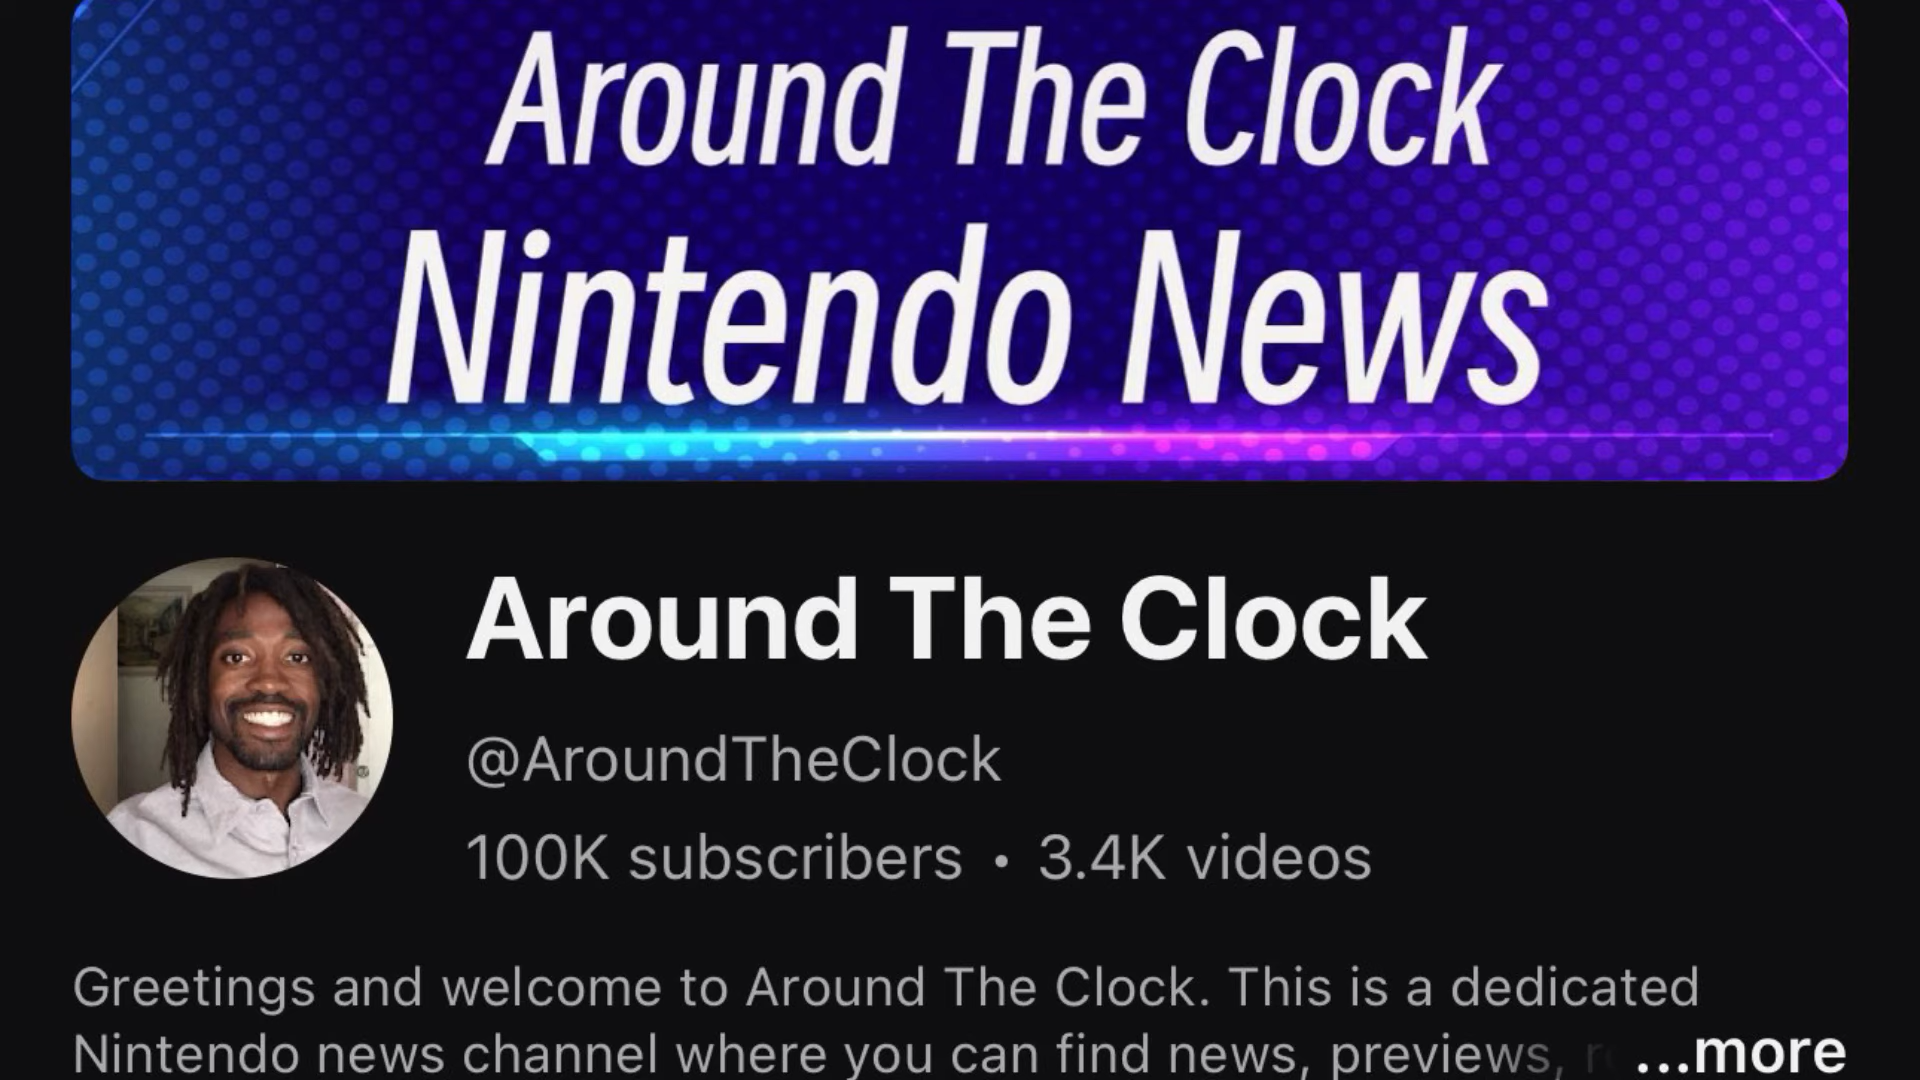 Around The Clock
Nintendo News
Around The Clock
@AroundTheClock
100K subscribers • 3.4K videos
Greetings and welcome to Around The Clock. This is a dedicated
Nintendo news channel where you can find news, previews, ...more